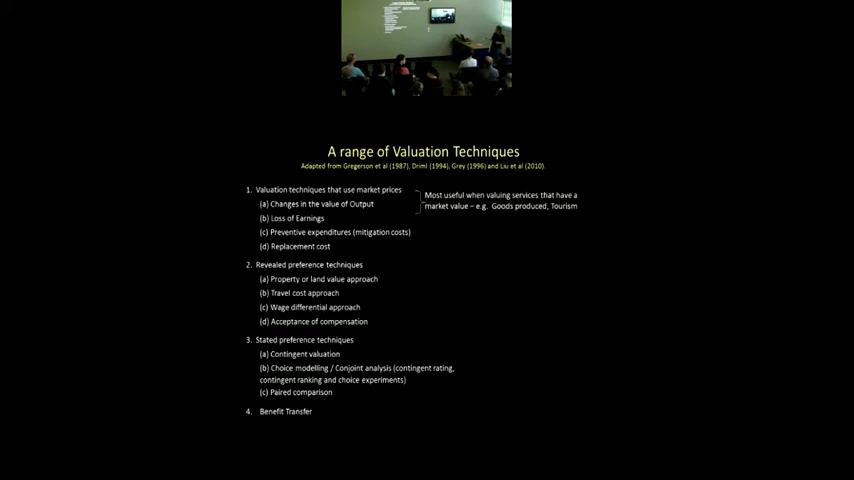 A range of Valuation Techniques
Adapted from Gregerson et al (1987), Driml (1994), Grey (1996) and Liu et al (2010).
1. Valuation techniques that use market prices
(a) Changes in the value of Output
(b) Loss of Earnings
(c) Preventive expenditures (mitigation costs)
(d) Replacement cost
Most useful when valuing services that have a
market value – e.g. Goods produced, Tourism
2. Revealed preference techniques
(a) Property or land value approach
(b) Travel cost approach
(c) Wage differential approach
(d) Acceptance of compensation
3. Stated preference techniques
(a) Contingent valuation
(b) Choice modelling / Conjoint analysis (contingent rating,
contingent ranking and choice experiments)
(c) Paired comparison
4. Benefit Transfer